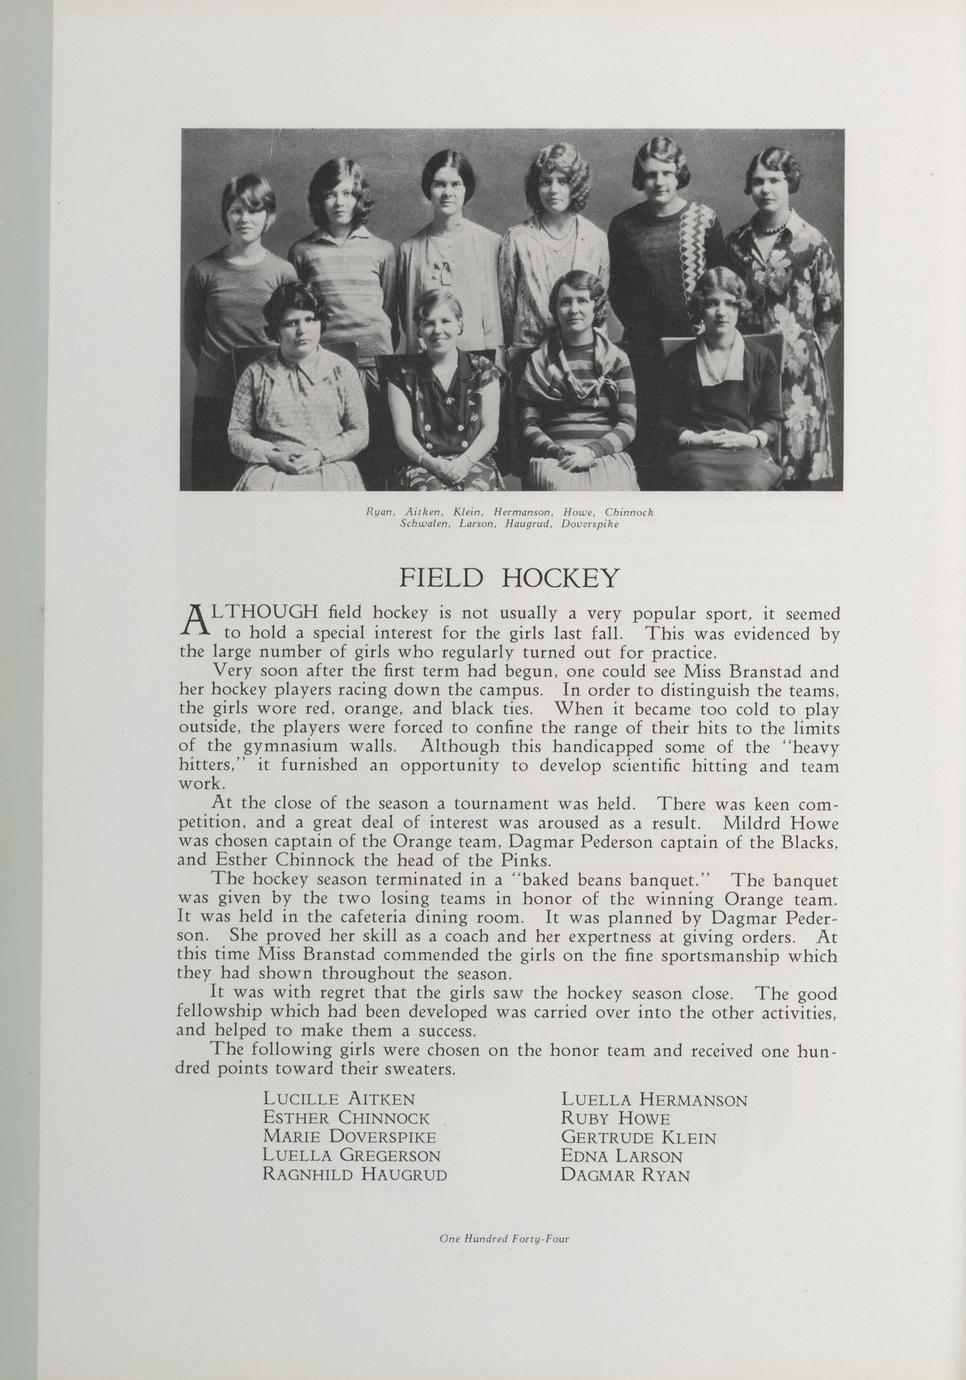 Ryan, Aitken, Klein, Hermanson, Howe, Chinnock
Schwalen, Larson, Haugrud, Doverspike
FIELD HOCKEY
ALTHOUGH field hockey is not usually a very popular sport, it seemed
to hold a special interest for the girls last fall. This was evidenced by
the large number of girls who regularly turned out for practice.
Very soon after the first term had begun, one could see Miss Branstad and
her hockey players racing down the campus. In order to distinguish the teams,
the girls wore red, orange, and black ties. When it became too cold to play
outside, the players were forced to confine the range of their hits to the limits
of the gymnasium walls. Although this handicapped some of the "heavy
hitters," it furnished an opportunity to develop scientific hitting and team
work.
At the close of the season a tournament was held. There was keen com-
petition, and a great deal of interest was aroused as a result. Mildrd Howe
was chosen captain of the Orange team, Dagmar Pederson captain of the Blacks,
and Esther Chinnock the head of the Pinks.
The hockey season terminated in a "baked beans banquet." The banquet
was given by the two losing teams in honor of the winning Orange team.
It was held in the cafeteria dining room. It was planned by Dagmar Peder-
son. She proved her skill as a coach and her expertness at giving orders. At
this time Miss Branstad commended the girls on the fine sportsmanship which
they had shown throughout the season.
It was with regret that the girls saw the hockey season close. The good
fellowship which had been developed was carried over into the other activities,
and helped to make them a success.
The following girls were chosen on the honor team and received one hun-
dred points toward their sweaters.
LUCILLE AITKEN
ESTHER CHINNOCK
MARIE DOVERSPIKE
LUELLA GREGERSON
RAGNHILD HAUGRUD
LUELLA HERMANSON
RUBY HOWE
GERTRUDE KLEIN
EDNA LARSON
DAGMAR RYAN
One Hundred Forty-Four